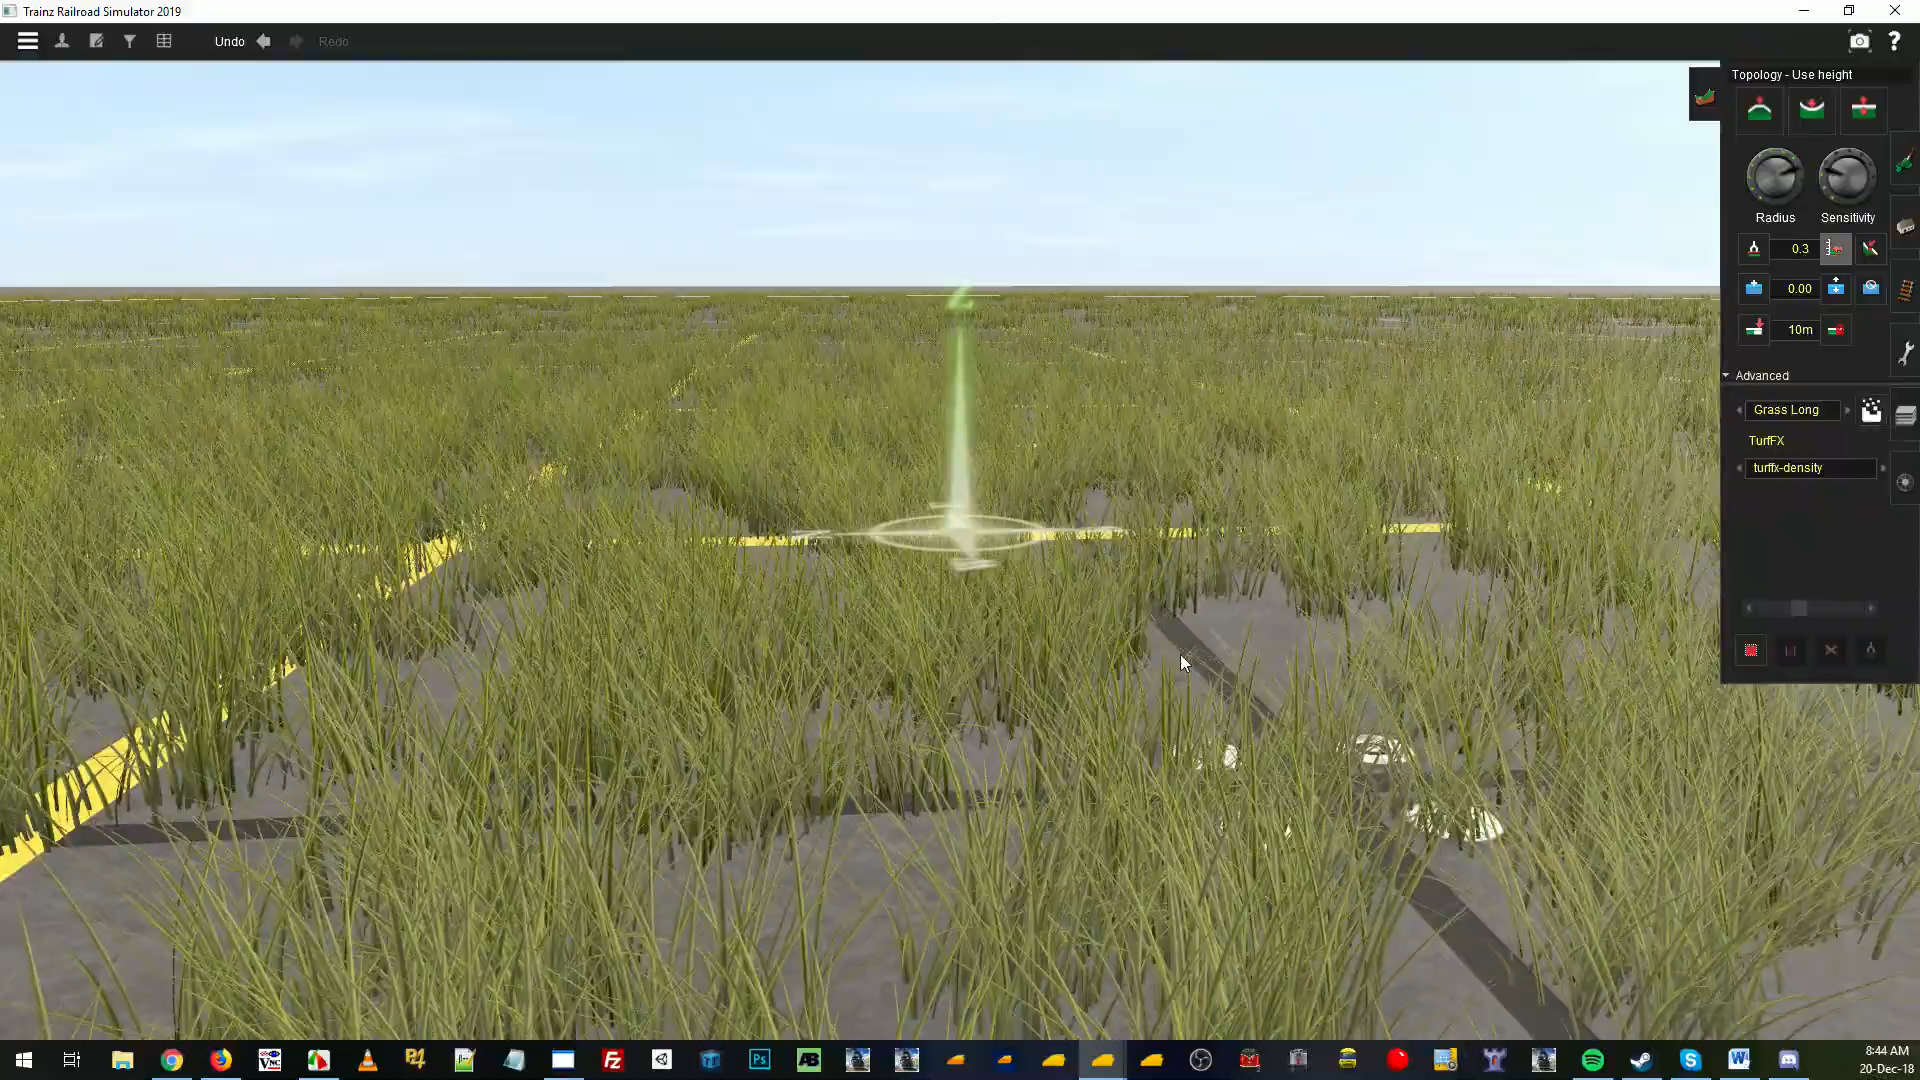 Trainz Railroad Simulator 2019
Undo
Redo
Topology - Use height
Radius
Sensitivity
0.3
0.00
10m
Advanced
Grass Long
TurfFX
turffx-density
8:44 AM
20-Dec-18